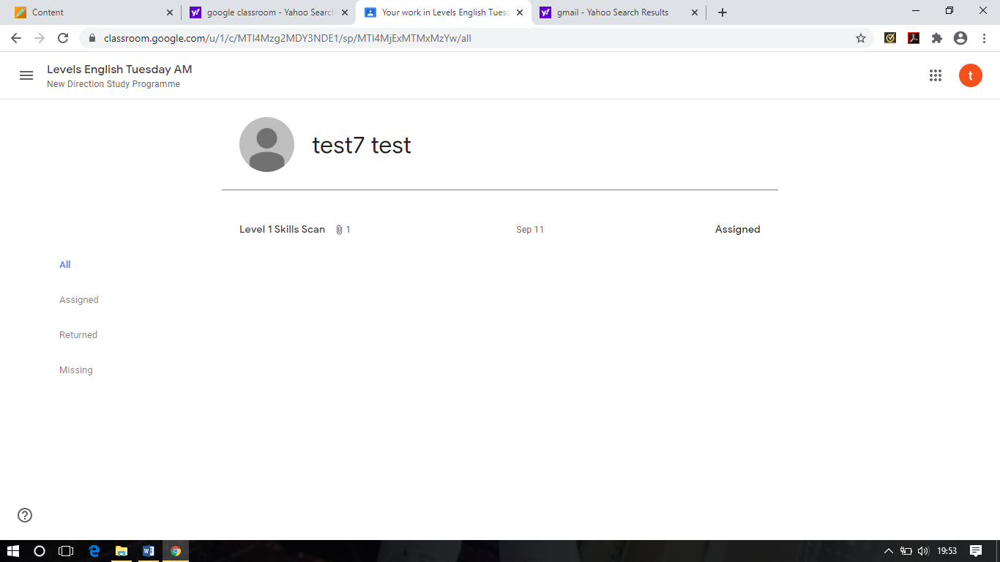 Content
google classroom - Yahoo Search
Your work in Levels English Tuesd
gmail - Yahoo Search Results
classroom.google.com/u/1/c/MTI4Mzg2MDY3NDE1/sp/MTI4MjExMTMxMzYw/all
Levels English Tuesday AM
New Direction Study Programme
t
test7 test
Level 1 Skills Scan 1 Sep 11 Assigned
All
Assigned
Returned
Missing
19:53